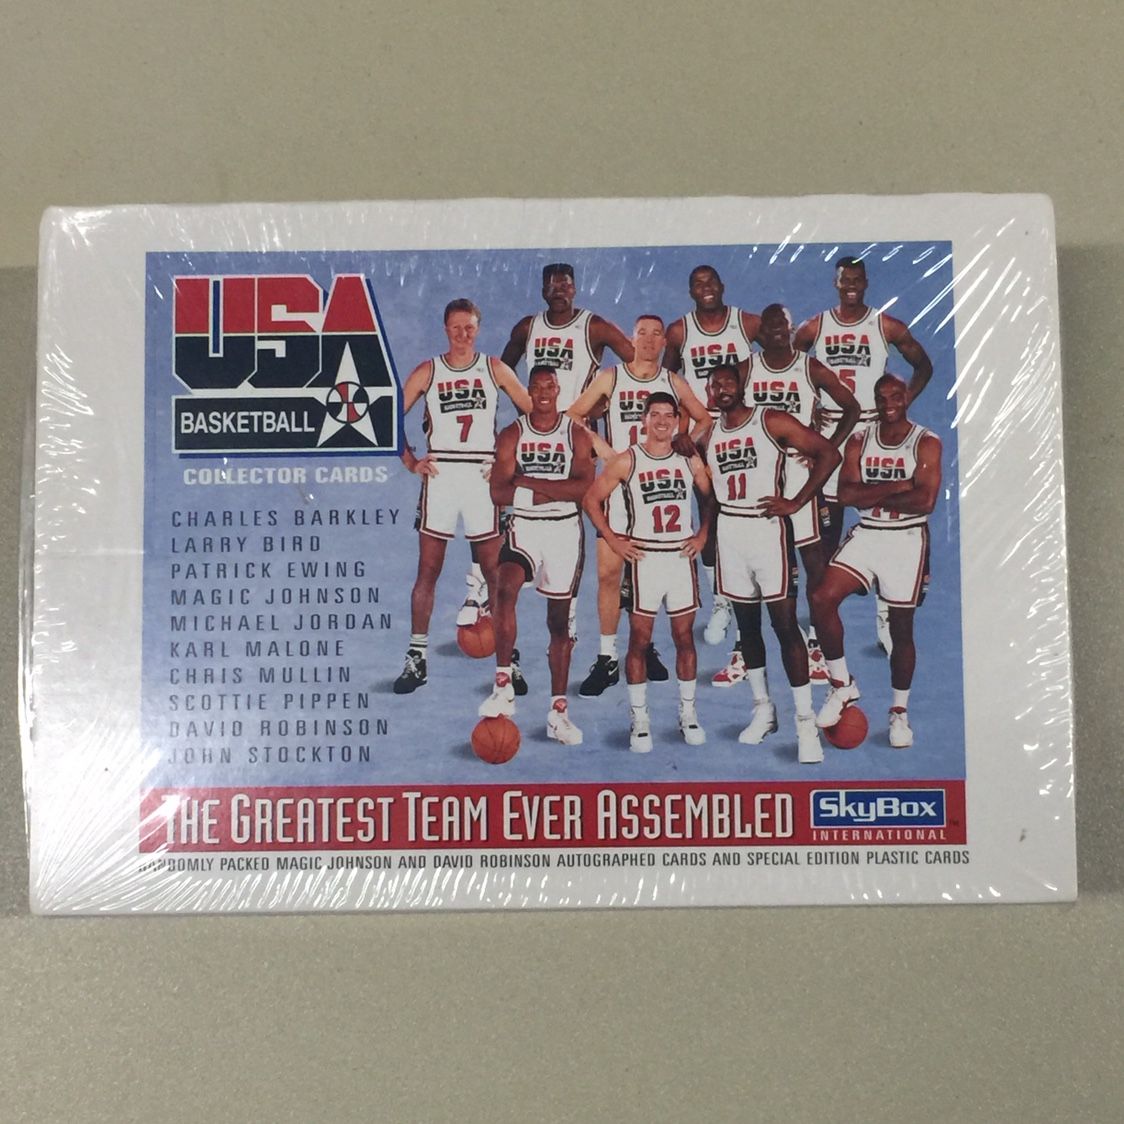 USA
BASKETBALL
COLLECTOR CARDS
CHARLES BARKLEY
LARRY BIRD
PATRICK EWING
MAGIC JOHNSON
MICHAEL JORDAN
KARL MALONE
CHRIS MULLIN
SCOTTIE PIPPEN
DAVID ROBINSON
JOHN STOCKTON
USA
USA
USA
USA
USA
7
USA
USA
USA
5
USA
12
USA
11
USA
THE GREATEST TEAM EVER ASSEMBLED
SkyBox
INTERNATIONAL
RANDOMLY PACKED MAGIC JOHNSON AND DAVID ROBINSON AUTOGRAPHED CARDS AND SPECIAL EDITION PLASTIC CARDS